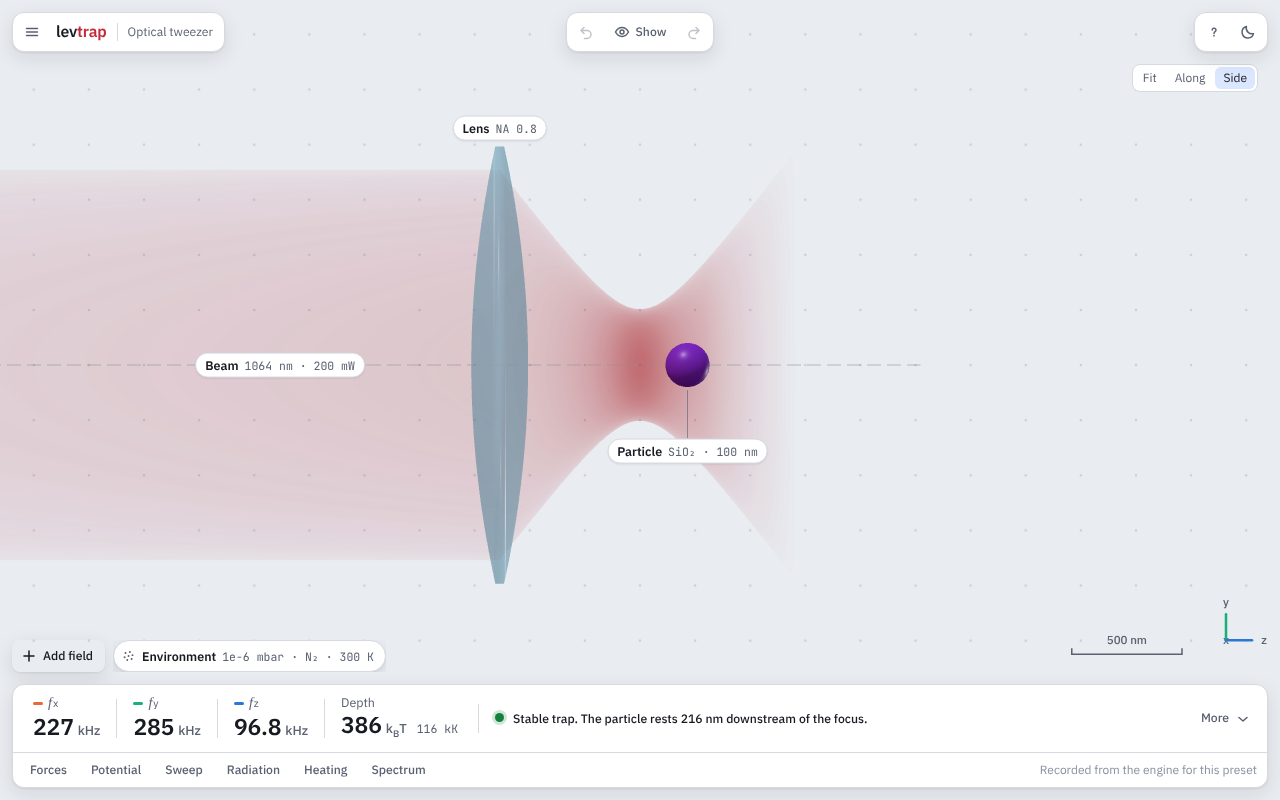 levtrap Optical tweezer
Show
?
Fit Along Side
Lens NA 0.8
Beam 1064 nm · 200 mW
Particle SiO₂ · 100 nm
y
500 nm
x z
Add field
Environment 1e-6 mbar · N₂ · 300 K
fx
227 kHz
fy
285 kHz
fz
96.8 kHz
Depth
386 kBT 116 kK
Stable trap. The particle rests 216 nm downstream of the focus.
More
Forces Potential Sweep Radiation Heating Spectrum
Recorded from the engine for this preset